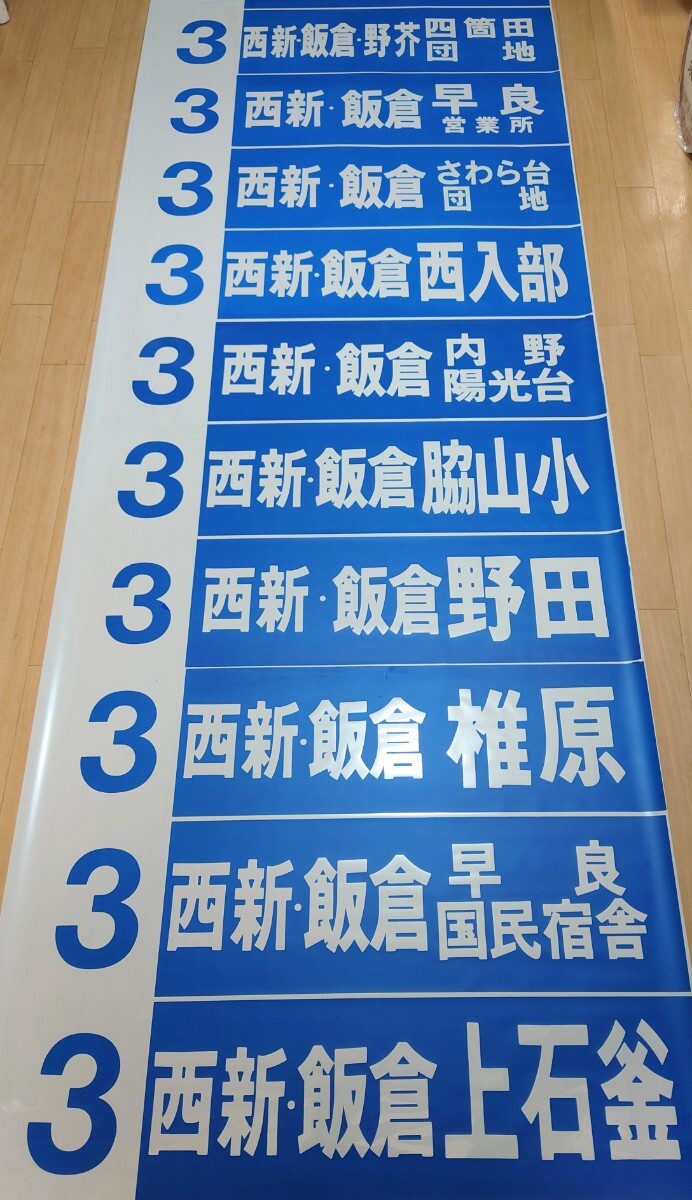 3 西新・飯倉・野芥 四箇田団地
3 西新・飯倉 早良営業所
3 西新・飯倉 さわら台団地
3 西新・飯倉 西入部
3 西新・飯倉 内野陽光台
3 西新・飯倉 脇山小
3 西新・飯倉 野田
3 西新・飯倉 椎原
3 西新・飯倉 早良国民宿舎
3 西新・飯倉 上石釜